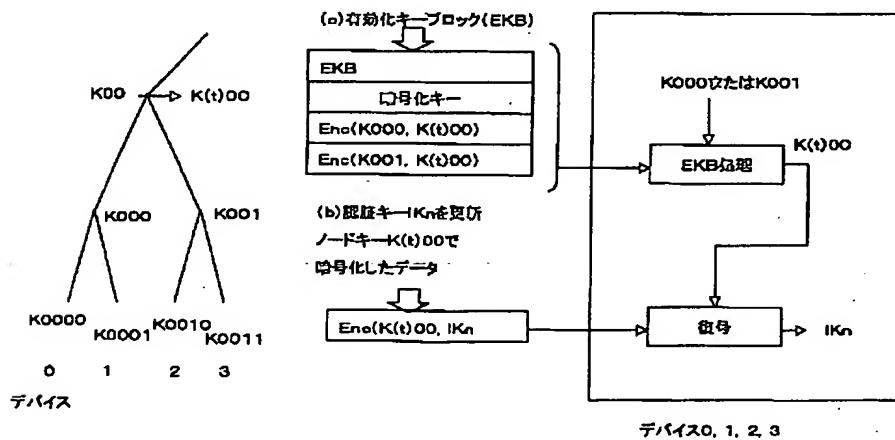 K00
K(t)00
K000
K001
K0000
K0001
K0010
K0011
0
1
2
3
デバイス
(a)有効化キーブロック(EKB)
EKB
暗号化キー
Enc(K000, K(t)00)
Enc(K001, K(t)00)
(b)認証キーIKnを更新
ノードキーK(t)00で
暗号化したデータ
Enc(K(t)00, IKn
K000またはK001
EKB処理
K(t)00
復号
IKn
デバイス0, 1, 2, 3